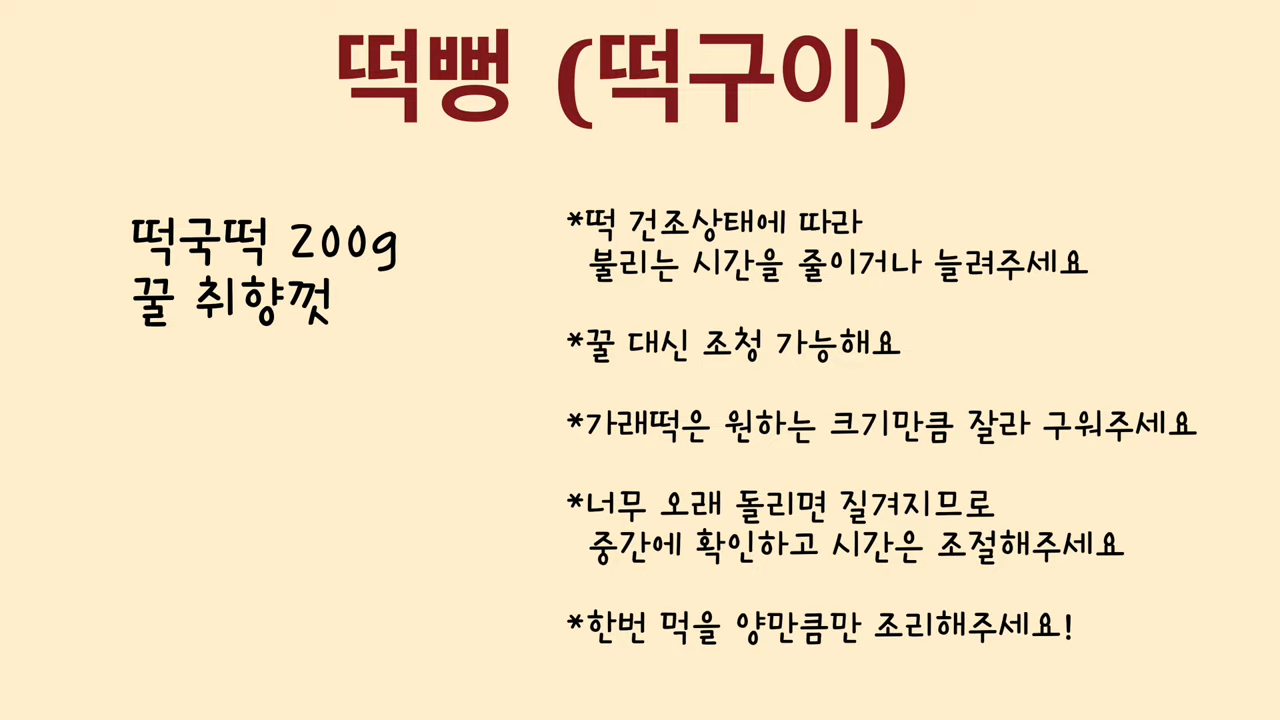 떡뻥 (떡구이)
떡국떡 200g
꿀 취향껏
*떡 건조상태에 따라
불리는 시간을 줄이거나 늘려주세요
*꿀 대신 조청 가능해요
*가래떡은 원하는 크기만큼 잘라 구워주세요
*너무 오래 돌리면 질겨지므로
중간에 확인하고 시간은 조절해주세요
*한번 먹을 양만큼만 조리해주세요!